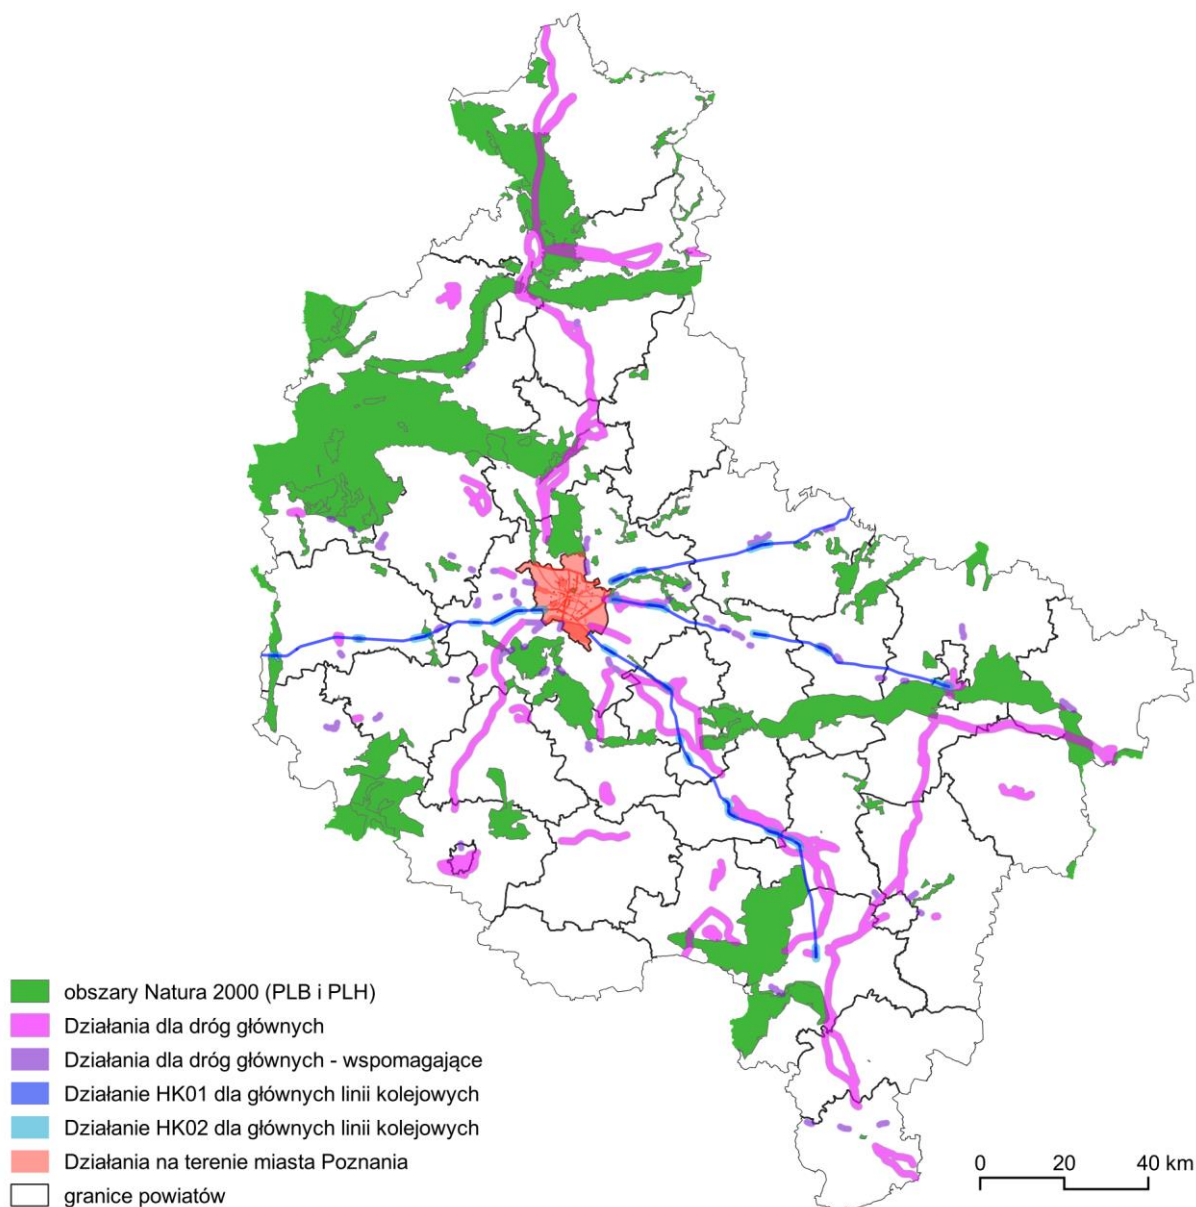 obszary Natura 2000 (PLB i PLH)
Działania dla dróg głównych
Działania dla dróg głównych - wspomagające
Działanie HK01 dla głównych linii kolejowych
Działanie HK02 dla głównych linii kolejowych
Działania na terenie miasta Poznania
granice powiatów
0 20 40 km